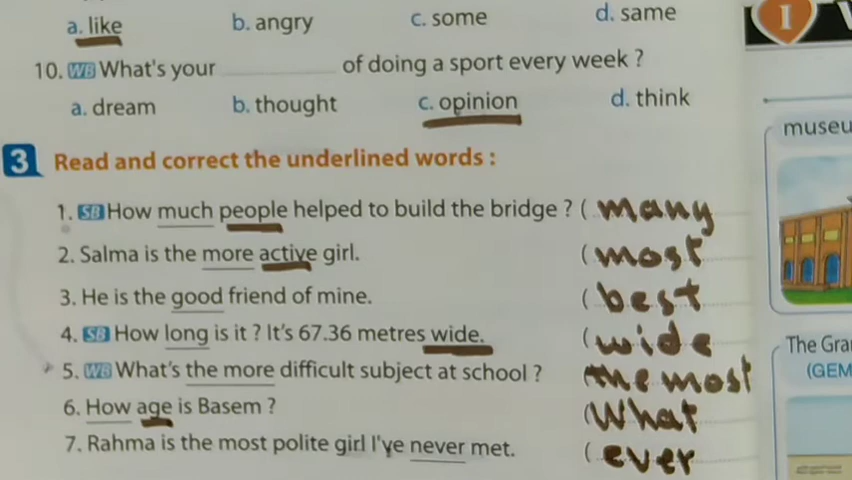 a. like b. angry c. some d. same
I
10. WB What's your ____________ of doing a sport every week ?
a. dream b. thought c. opinion d. think
3 Read and correct the underlined words :
1. SB How much people helped to build the bridge ? ( many
2. Salma is the more active girl. ( most
3. He is the good friend of mine. ( best
4. SB How long is it ? It's 67.36 metres wide. ( wide
5. WB What's the more difficult subject at school ? ( the most
6. How age is Basem ? ( What
7. Rahma is the most polite girl I've never met. ( ever
museu
The Gra
(GEM